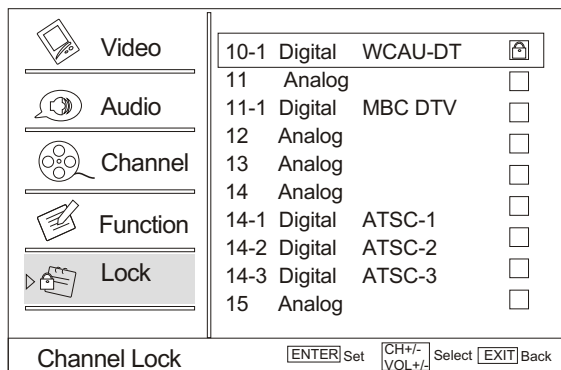 Video
Audio
Channel
Function
Lock
10-1 Digital WCAU-DT
11 Analog
11-1 Digital MBC DTV
12 Analog
13 Analog
14 Analog
14-1 Digital ATSC-1
14-2 Digital ATSC-2
14-3 Digital ATSC-3
15 Analog
Channel Lock
ENTER Set CH+/- VOL+/- Select EXIT Back